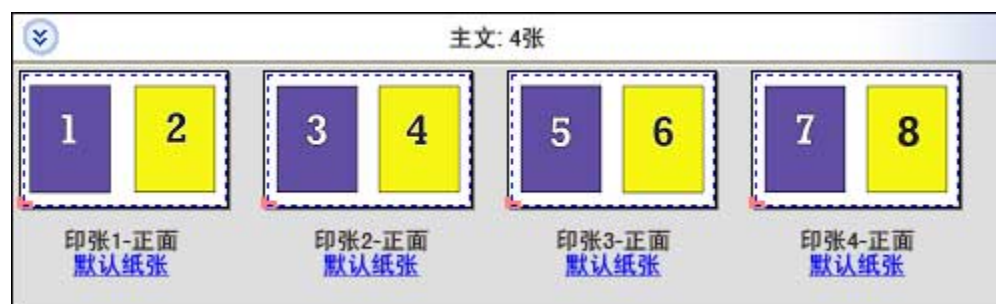 主文: 4张
1 2 3 4 5 6 7 8
印张1-正面 印张2-正面 印张3-正面 印张4-正面
默认纸张 默认纸张 默认纸张 默认纸张